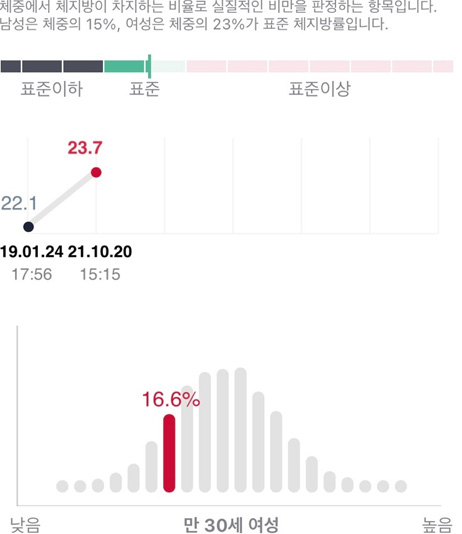 체중에서 체지방이 차지하는 비율로 실질적인 비만을 판정하는 항목입니다.
남성은 체중의 15%, 여성은 체중의 23%가 표준 체지방률입니다.
표준이하 표준 표준이상
23.7
22.1
19.01.24 21.10.20
17:56 15:15
16.6%
낮음 만 30세 여성 높음